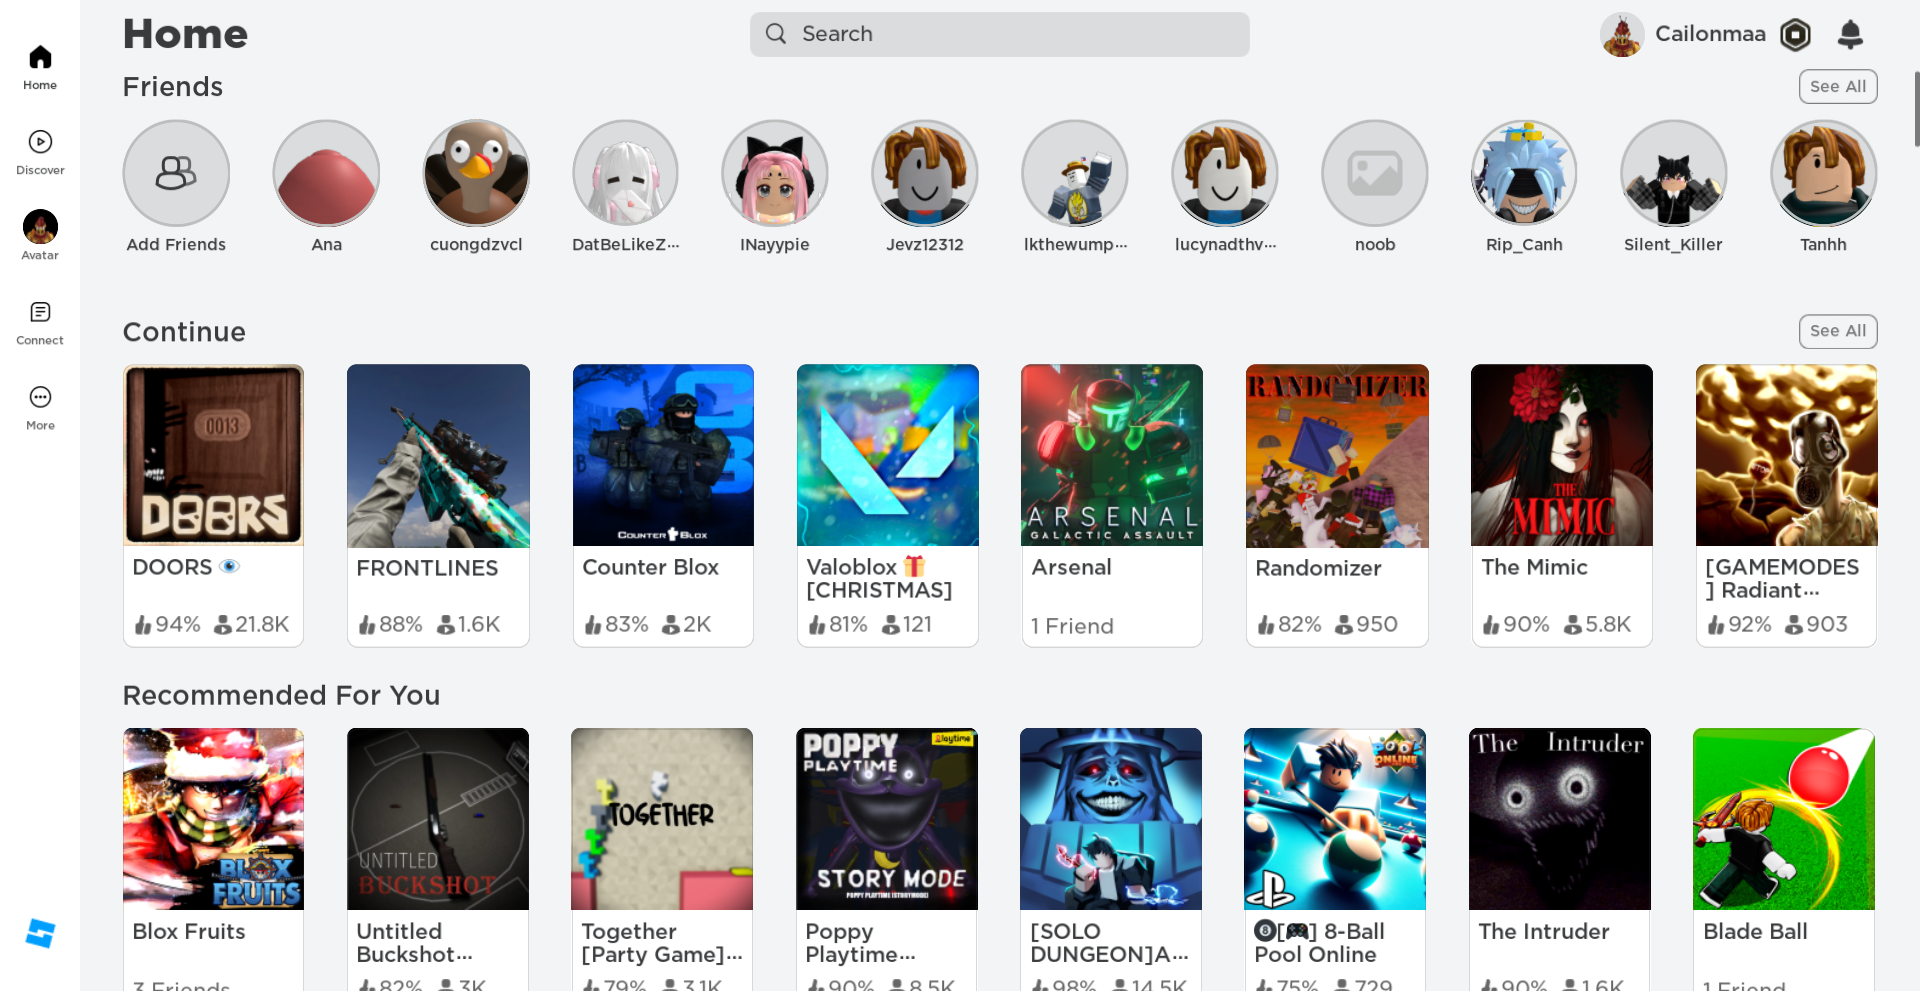 Home
Search
Cailonmaa
Home
Discover
Avatar
Connect
More
Friends
See All
Add Friends
Ana
cuongdzvcl
DatBeLikeZ...
INayypie
Jevz12312
lkthewump...
lucynadthv...
noob
Rip_Canh
Silent_Killer
Tanhh
Continue
See All
0013
DOORS
DOORS
94% 21.8K
FRONTLINES
88% 1.6K
COUNTER BLOX
Counter Blox
83% 2K
Valoblox 🎁
[CHRISTMAS]
81% 121
ARSENAL
GALACTIC ASSAULT
Arsenal
1 Friend
RANDOMIZER
Randomizer
82% 950
THE
MIMIC
The Mimic
90% 5.8K
[GAMEMODES
] Radiant...
92% 903
Recommended For You
BLOX
FRUITS
Blox Fruits
3 Friends
UNTITLED
BUCKSHOT
Untitled
Buckshot...
82% 3K
TOGETHER
Together
[Party Game]...
79% 3.1K
POPPY
PLAYTIME
Playtime
STORY MODE
POPPY PLAYTIME (STORYMODE)
Poppy
Playtime...
90% 8.5K
[SOLO
DUNGEON]A...
98% 14.5K
POOL
ONLINE
🎱[🎮] 8-Ball
Pool Online
75% 729
The Intruder
The Intruder
90% 1.6K
Blade Ball
1 Friend